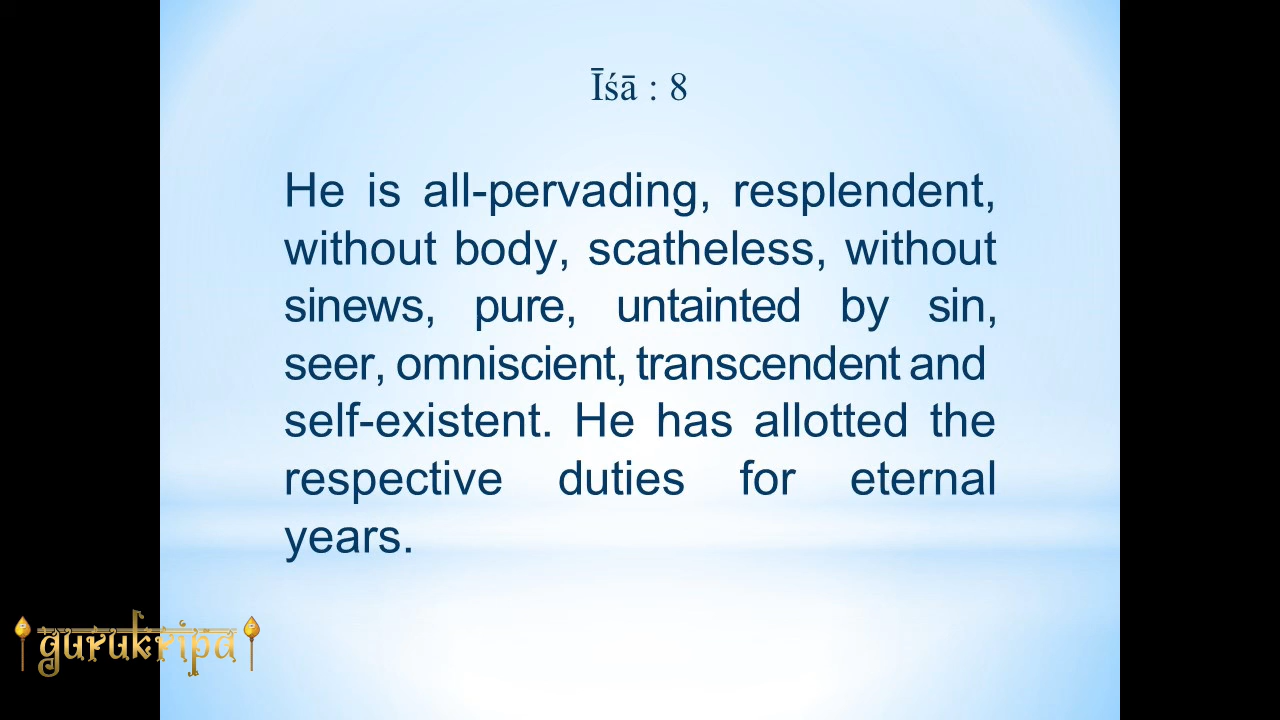 Īśā : 8
He is all-pervading, resplendent,
without body, scatheless, without
sinews, pure, untainted by sin,
seer, omniscient, transcendent and
self-existent. He has allotted the
respective duties for eternal
years.
gurukripa